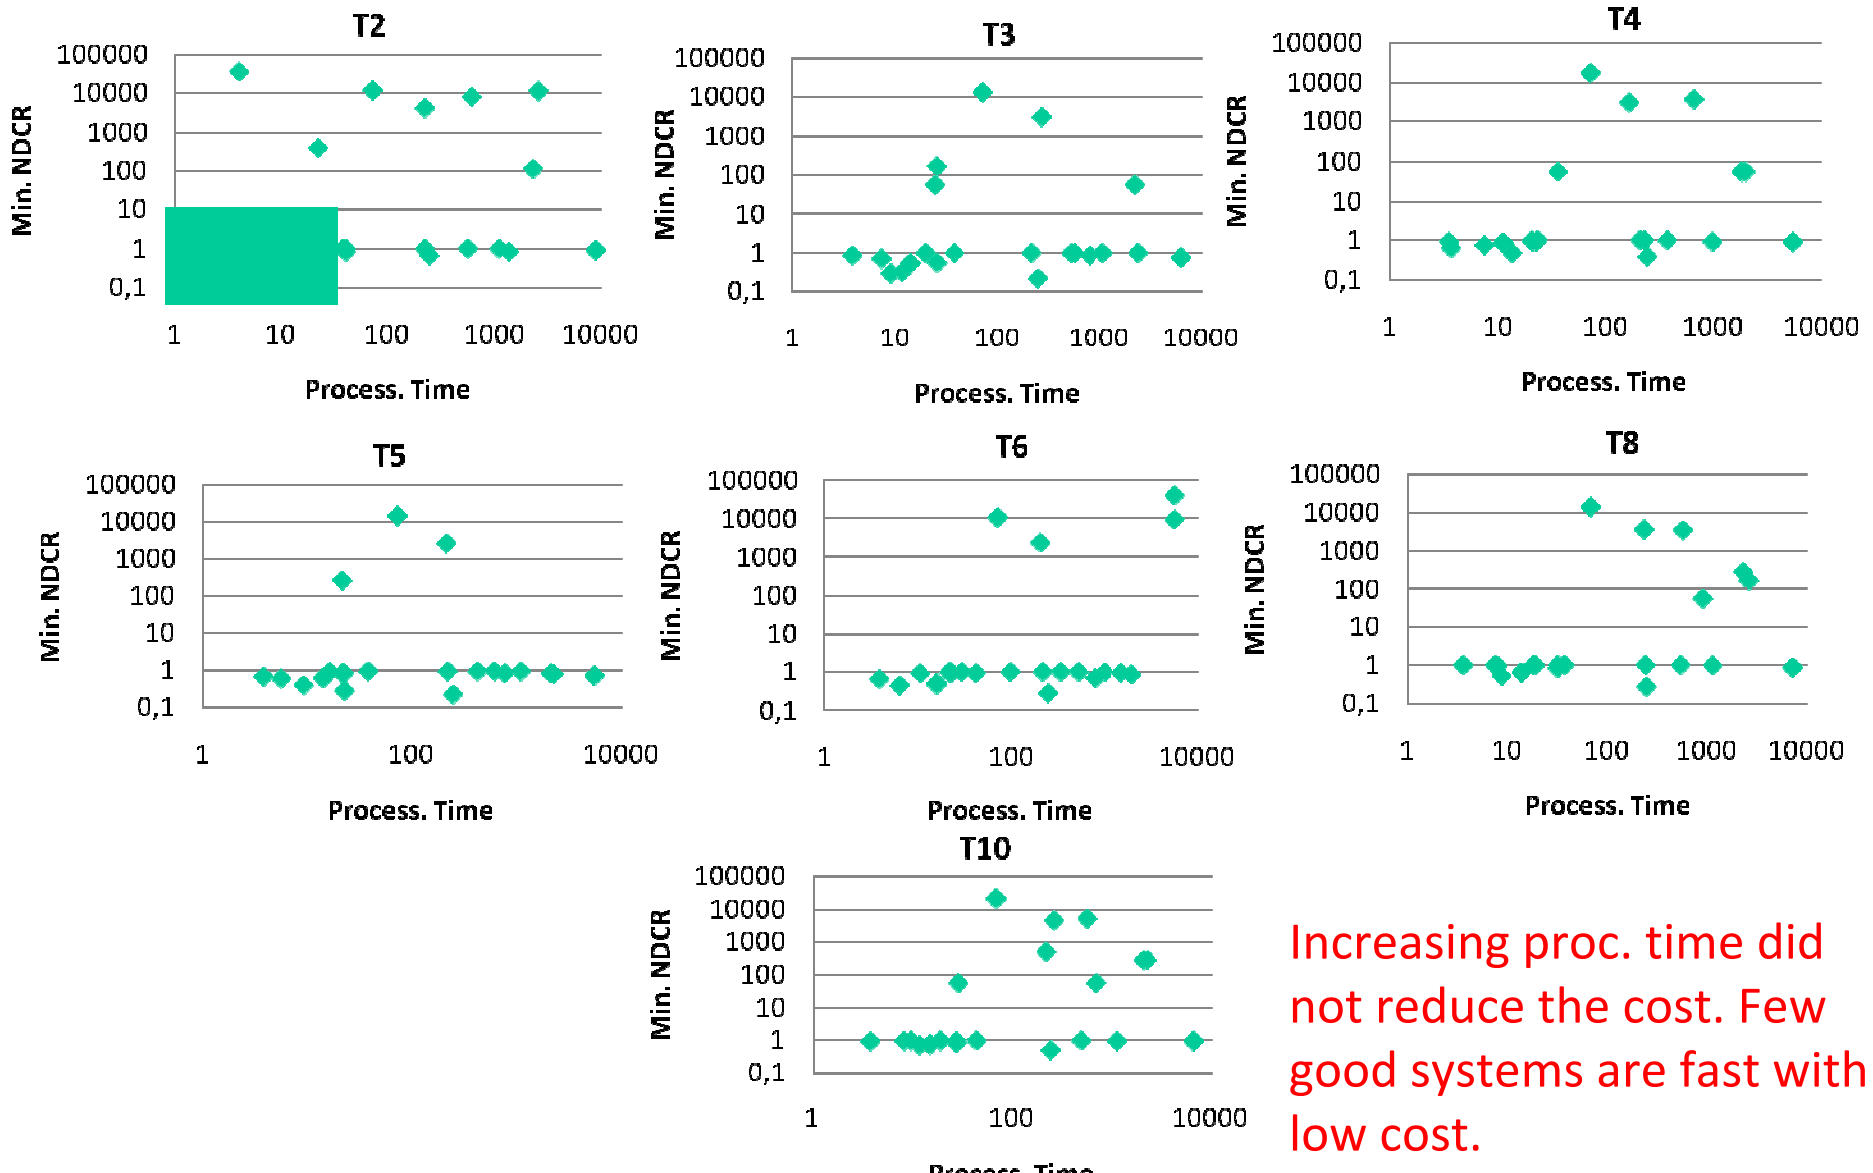 T2
100000
10000
1000
100
10
1
0,1
Min. NDCR
1 10 100 1000 10000
Process. Time
T3
100000
10000
1000
100
10
1
0,1
Min. NDCR
1 10 100 1000 10000
Process. Time
T4
100000
10000
1000
100
10
1
0,1
Min. NDCR
1 10 100 1000 10000
Process. Time
T5
100000
10000
1000
100
10
1
0,1
Min. NDCR
1 100 10000
Process. Time
T6
100000
10000
1000
100
10
1
0,1
Min. NDCR
1 100 10000
Process. Time
T8
100000
10000
1000
100
10
1
0,1
Min. NDCR
1 10 100 1000 10000
Process. Time
T10
100000
10000
1000
100
10
1
0,1
Min. NDCR
1 100 10000
Process. Time
Increasing proc. time did
not reduce the cost. Few
good systems are fast with
low cost.